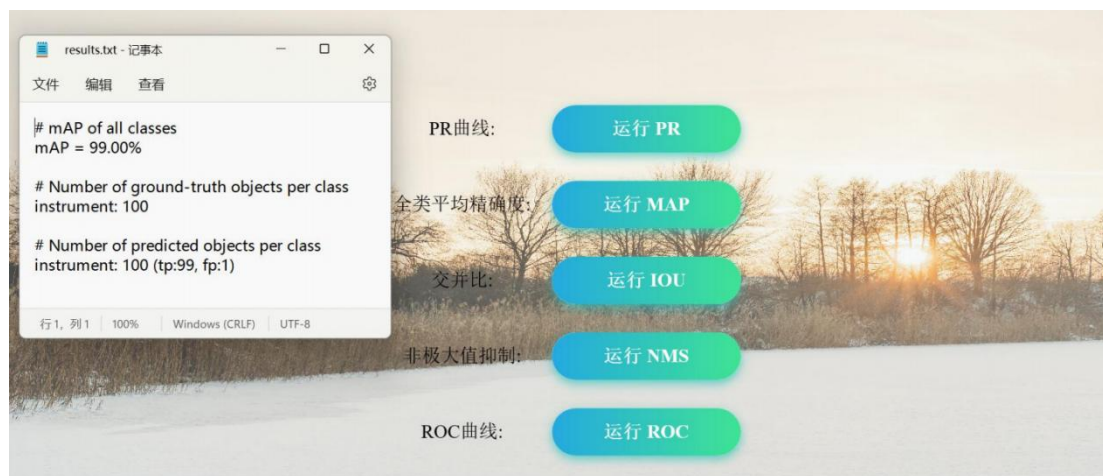 results.txt - 记事本
文件 编辑 查看
# mAP of all classes
mAP = 99.00%
# Number of ground-truth objects per class
instrument: 100
# Number of predicted objects per class
instrument: 100 (tp:99, fp:1)
行 1, 列 1 100% Windows (CRLF) UTF-8
PR曲线: 运行 PR
全类平均精确度: 运行 MAP
交并比: 运行 IOU
非极大值抑制: 运行 NMS
ROC曲线: 运行 ROC